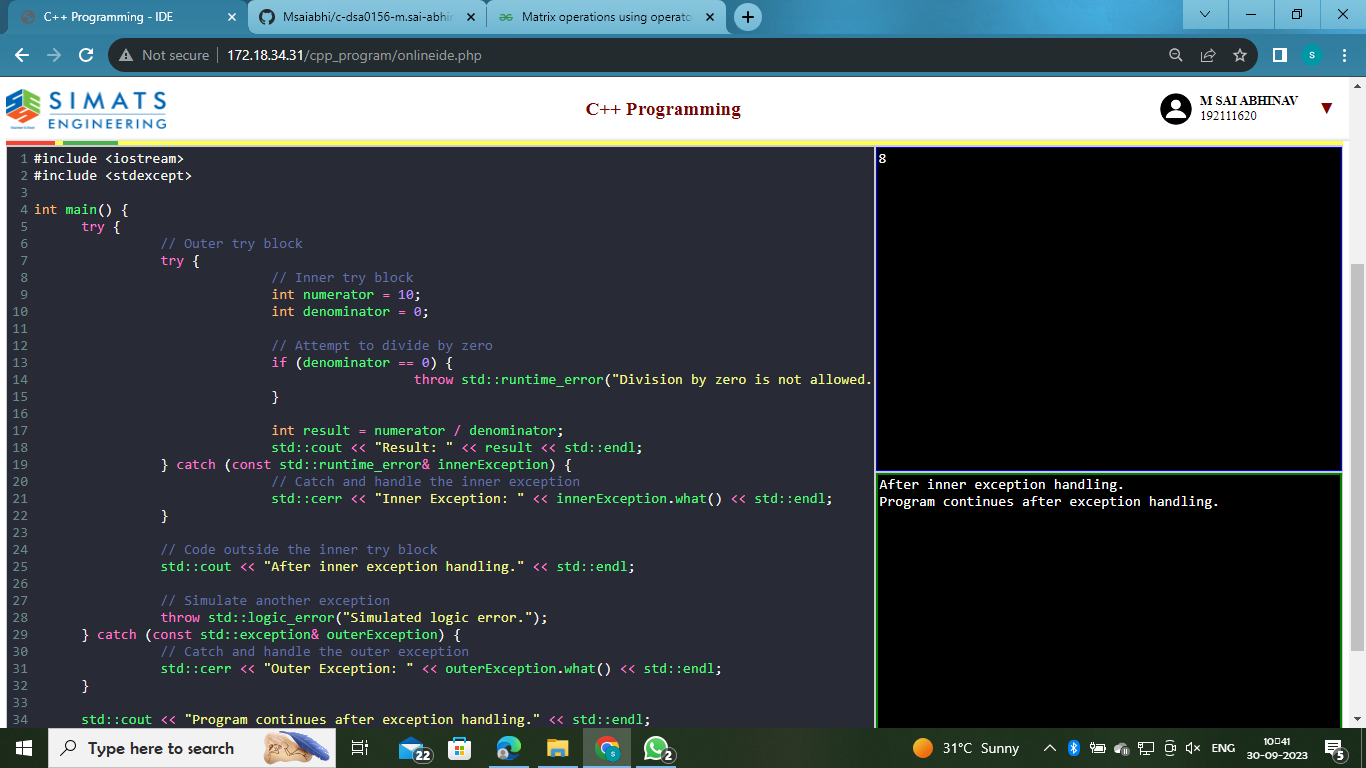 C++ Programming - IDE
Msaiabhi/c-dsa0156-m.sai-abhin
Matrix operations using operato
Not secure
172.18.34.31/cpp_program/onlineide.php
S
SIMATS
ENGINEERING
C++ Programming
M SAI ABHINAV
192111620
1 #include <iostream>
2 #include <stdexcept>
3
4 int main() {
5 try {
6 // Outer try block
7 try {
8 // Inner try block
9 int numerator = 10;
10 int denominator = 0;
11
12 // Attempt to divide by zero
13 if (denominator == 0) {
14 throw std::runtime_error("Division by zero is not allowed.
15 }
16
17 int result = numerator / denominator;
18 std::cout << "Result: " << result << std::endl;
19 } catch (const std::runtime_error& innerException) {
20 // Catch and handle the inner exception
21 std::cerr << "Inner Exception: " << innerException.what() << std::endl;
22 }
23
24 // Code outside the inner try block
25 std::cout << "After inner exception handling." << std::endl;
26
27 // Simulate another exception
28 throw std::logic_error("Simulated logic error.");
29 } catch (const std::exception& outerException) {
30 // Catch and handle the outer exception
31 std::cerr << "Outer Exception: " << outerException.what() << std::endl;
32 }
33
34 std::cout << "Program continues after exception handling." << std::endl;
8
After inner exception handling.
Program continues after exception handling.
Type here to search
22
S
2
31°C Sunny
ENG
10:41
30-09-2023
5